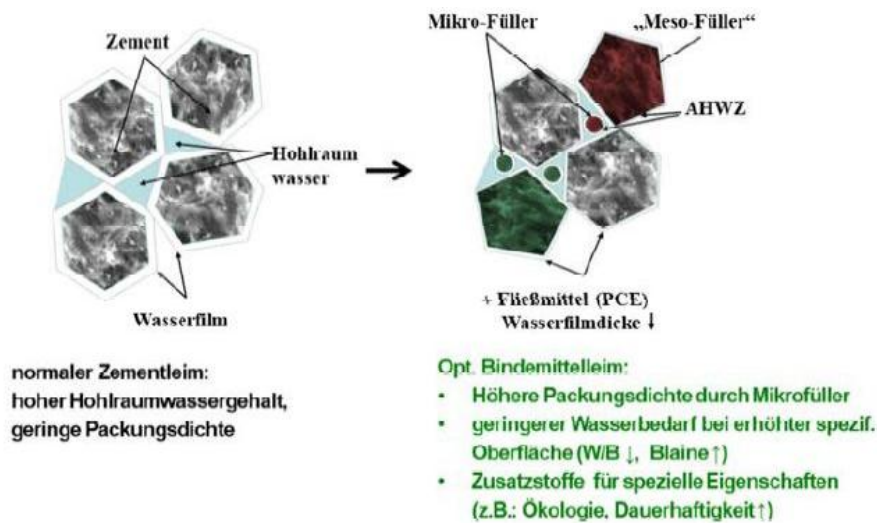 Zement
Hohlraum
wasser
Wasserfilm
normaler Zementleim:
hoher Hohlraumwassergehalt,
geringe Packungsdichte
Mikro-Füller
„Meso-Füller“
AHWZ
+ Fließmittel (PCE)
Wasserfilmdicke ↓
Opt. Bindemittelleim:
• Höhere Packungsdichte durch Mikrofüller
• geringerer Wasserbedarf bei erhöhter spezif.
Oberfläche (W/B ↓, Blaine ↑)
• Zusatzstoffe für spezielle Eigenschaften
(z.B.: Ökologie, Dauerhaftigkeit ↑)